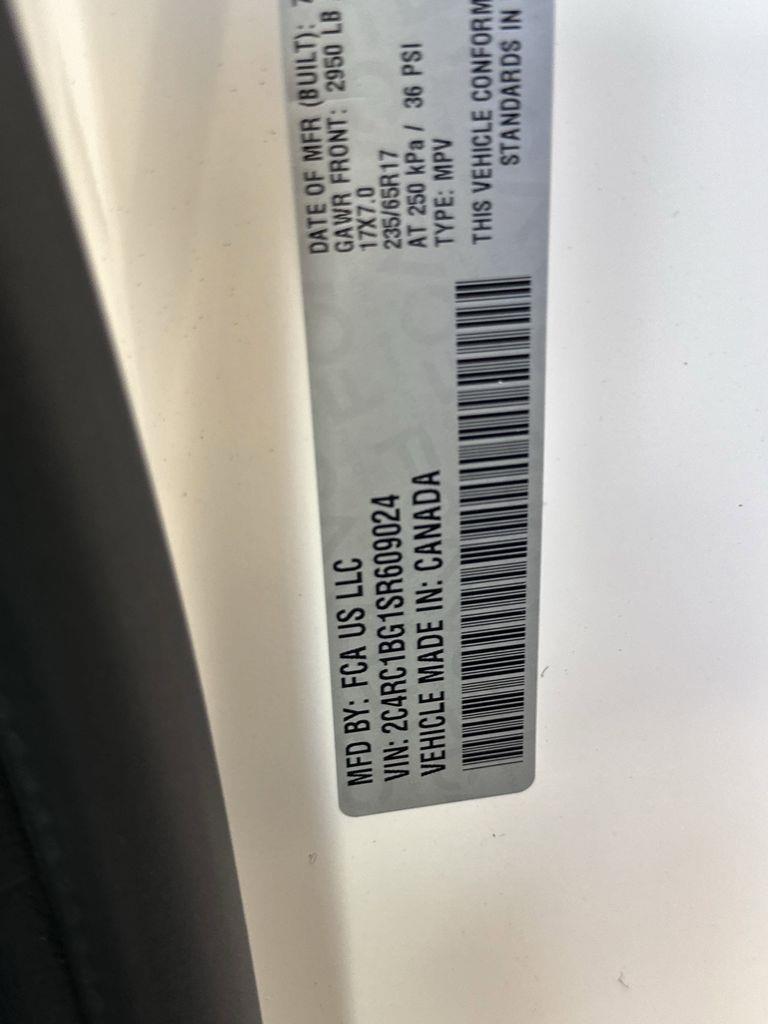 MFD BY: FCA US LLC
VIN: 2C4RC1BG1SR609024
VEHICLE MADE IN: CANADA
DATE OF MFR (BUILT): 7
GAWR FRONT: 2950 LB
17X7.0
235/65R17
AT 250 kPa / 36 PSI
TYPE: MPV
THIS VEHICLE CONFORM
STANDARDS IN